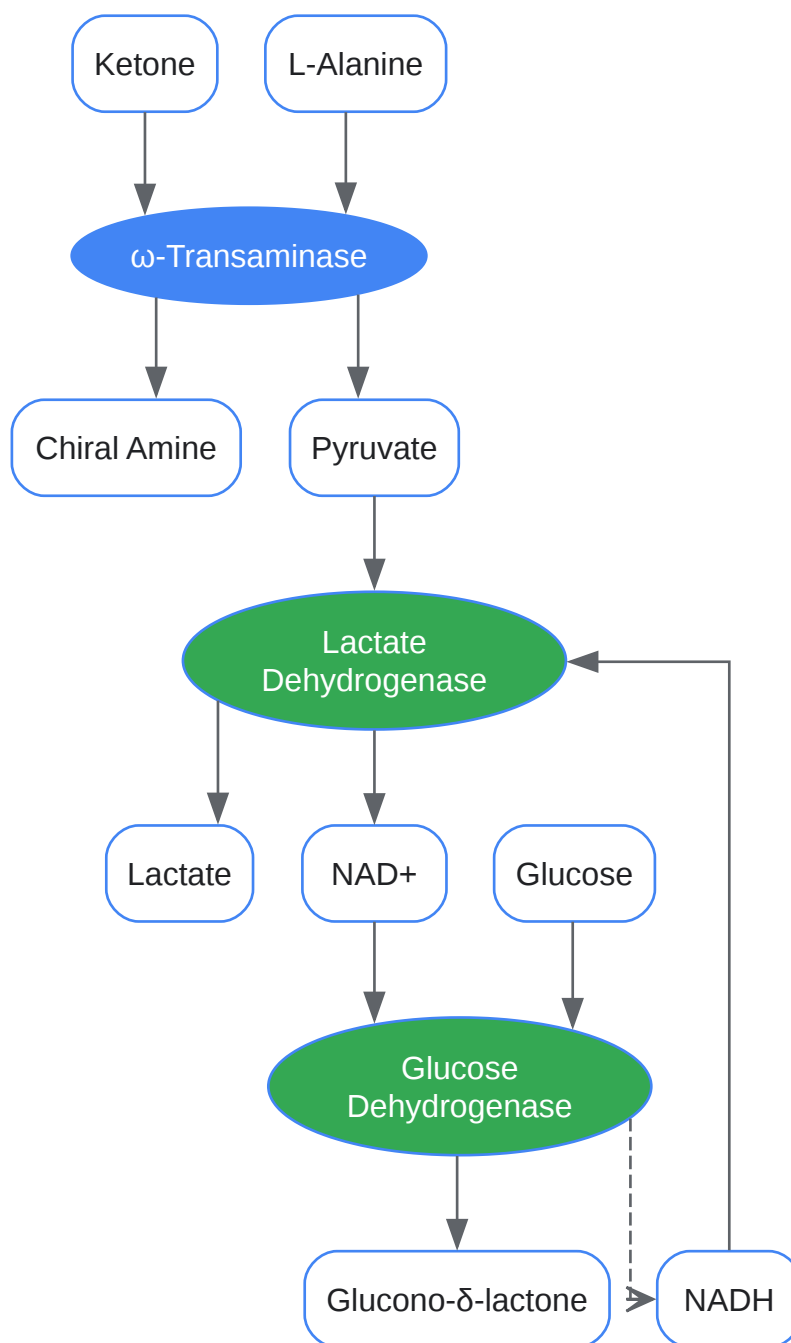 Ketone
L-Alanine
ω-Transaminase
Chiral Amine
Pyruvate
Lactate
Dehydrogenase
Lactate
NAD+
Glucose
Glucose
Dehydrogenase
Glucono-δ-lactone
NADH